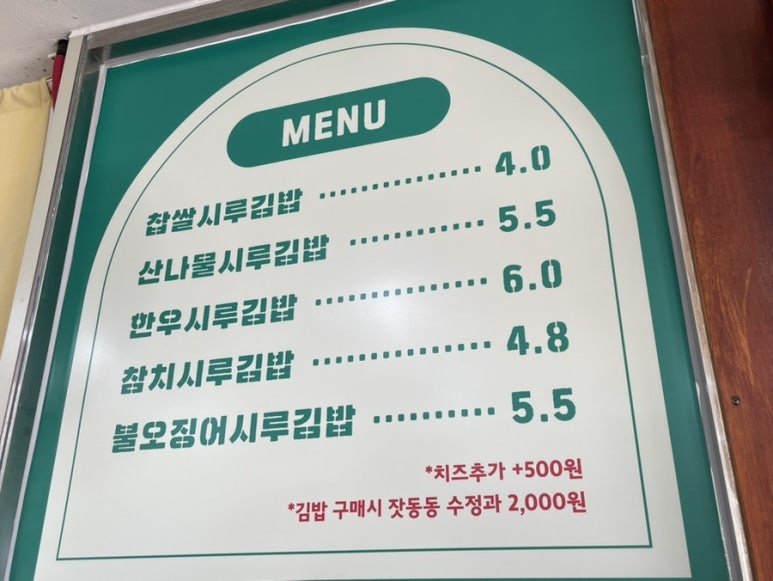 MENU
찹쌀시루김밥 ·················· 4.0
산나물시루김밥 ·············· 5.5
한우시루김밥 ·················· 6.0
참치시루김밥 ·················· 4.8
불오징어시루김밥 ·········· 5.5
*치즈추가 +500원
*김밥 구매시 잣동동 수정과 2,000원